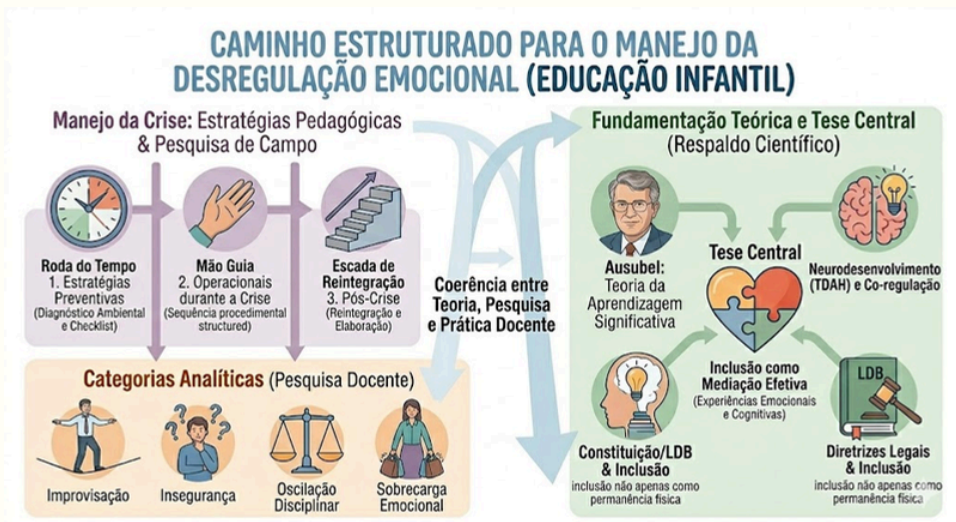 CAMINHO ESTRUTURADO PARA O MANEJO DA
DESREGULAÇÃO EMOCIONAL (EDUCAÇÃO INFANTIL)
Manejo da Crise: Estratégias Pedagógicas
& Pesquisa de Campo
Roda do Tempo
1. Estratégias
Preventivas
(Diagnóstico Ambiental
e Checklist)
Mão Guia
2. Operacionais
durante a Crise
(Sequência procedimental
structured)
Escada de
Reintegração
3. Pós-Crise
(Reintegração e
Elaboração)
Categorias Analíticas (Pesquisa Docente)
Improvisação
Insegurança
Oscilação
Disciplinar
Sobrecarga
Emocional
Coerência entre
Teoria, Pesquisa
e Prática Docente
Fundamentação Teórica e Tese Central
(Respaldo Científico)
Ausubel:
Teoria da
Aprendizagem
Significativa
Tese Central
Neurodesenvolvimento
(TDAH) e Co-regulação
Inclusão como
Mediação Efetiva
(Experiências Emocionais
e Cognitivas)
Constituição/LDB
& Inclusão
inclusão não apenas como
permanência física
LDB
Diretrizes Legais
& Inclusão
inclusão não apenas como
permanência física